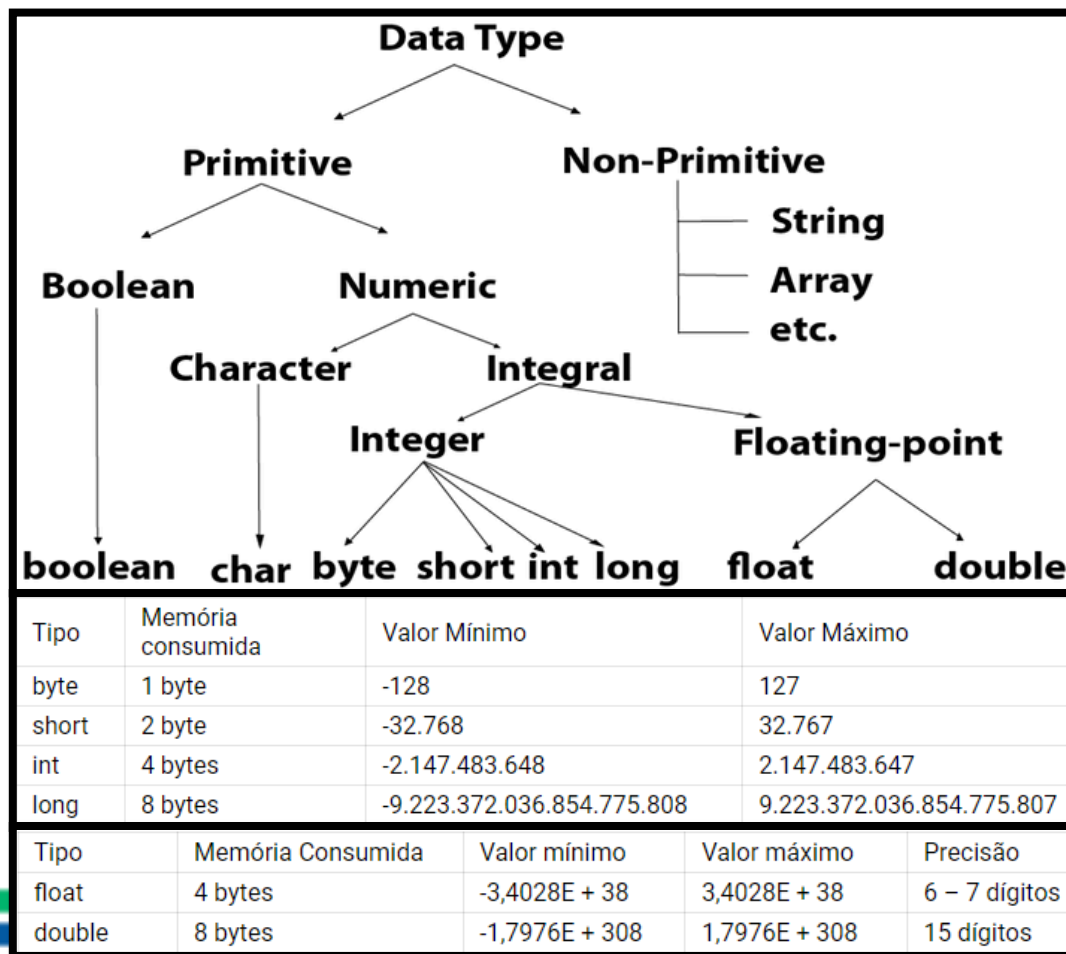 Data Type
Primitive Non-Primitive
String
Boolean Numeric Array
etc.
Character Integral
Integer Floating-point
boolean char byte short int long float double
Tipo Memória consumida Valor Mínimo Valor Máximo
byte 1 byte -128 127
short 2 byte -32.768 32.767
int 4 bytes -2.147.483.648 2.147.483.647
long 8 bytes -9.223.372.036.854.775.808 9.223.372.036.854.775.807
Tipo Memória Consumida Valor mínimo Valor máximo Precisão
float 4 bytes -3,4028E + 38 3,4028E + 38 6 – 7 dígitos
double 8 bytes -1,7976E + 308 1,7976E + 308 15 dígitos